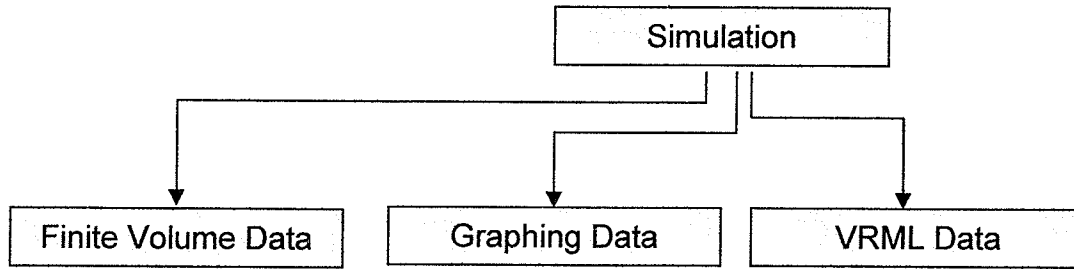 Simulation
Finite Volume Data
Graphing Data
VRML Data